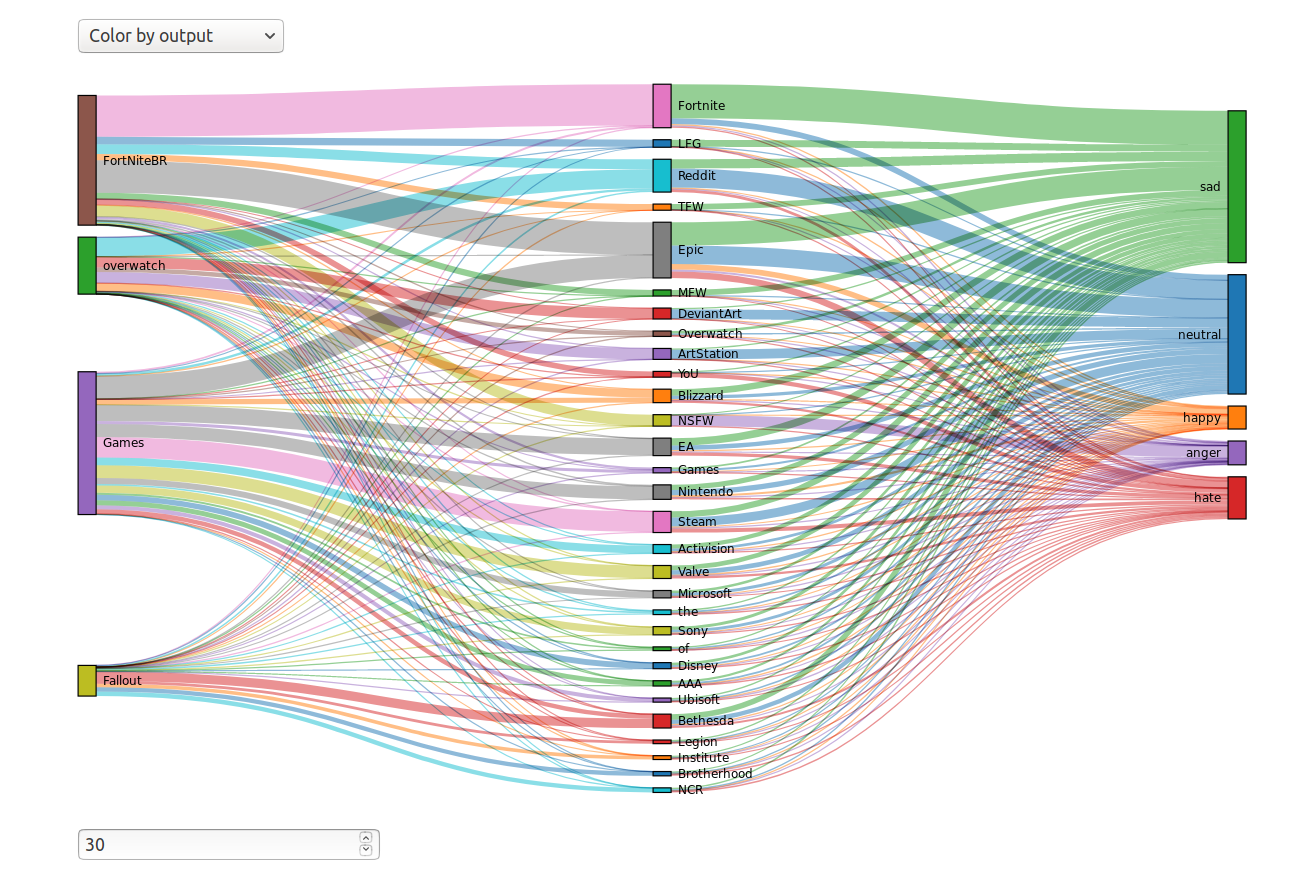 Color by output
FortNiteBR
overwatch
Games
Fallout
Fortnite
LFG
Reddit
TFW
Epic
MFW
DeviantArt
Overwatch
ArtStation
YoU
Blizzard
NSFW
EA
Games
Nintendo
Steam
Activision
Valve
Microsoft
the
Sony
of
Disney
AAA
Ubisoft
Bethesda
Legion
Institute
Brotherhood
NCR
sad
neutral
happy
anger
hate
30